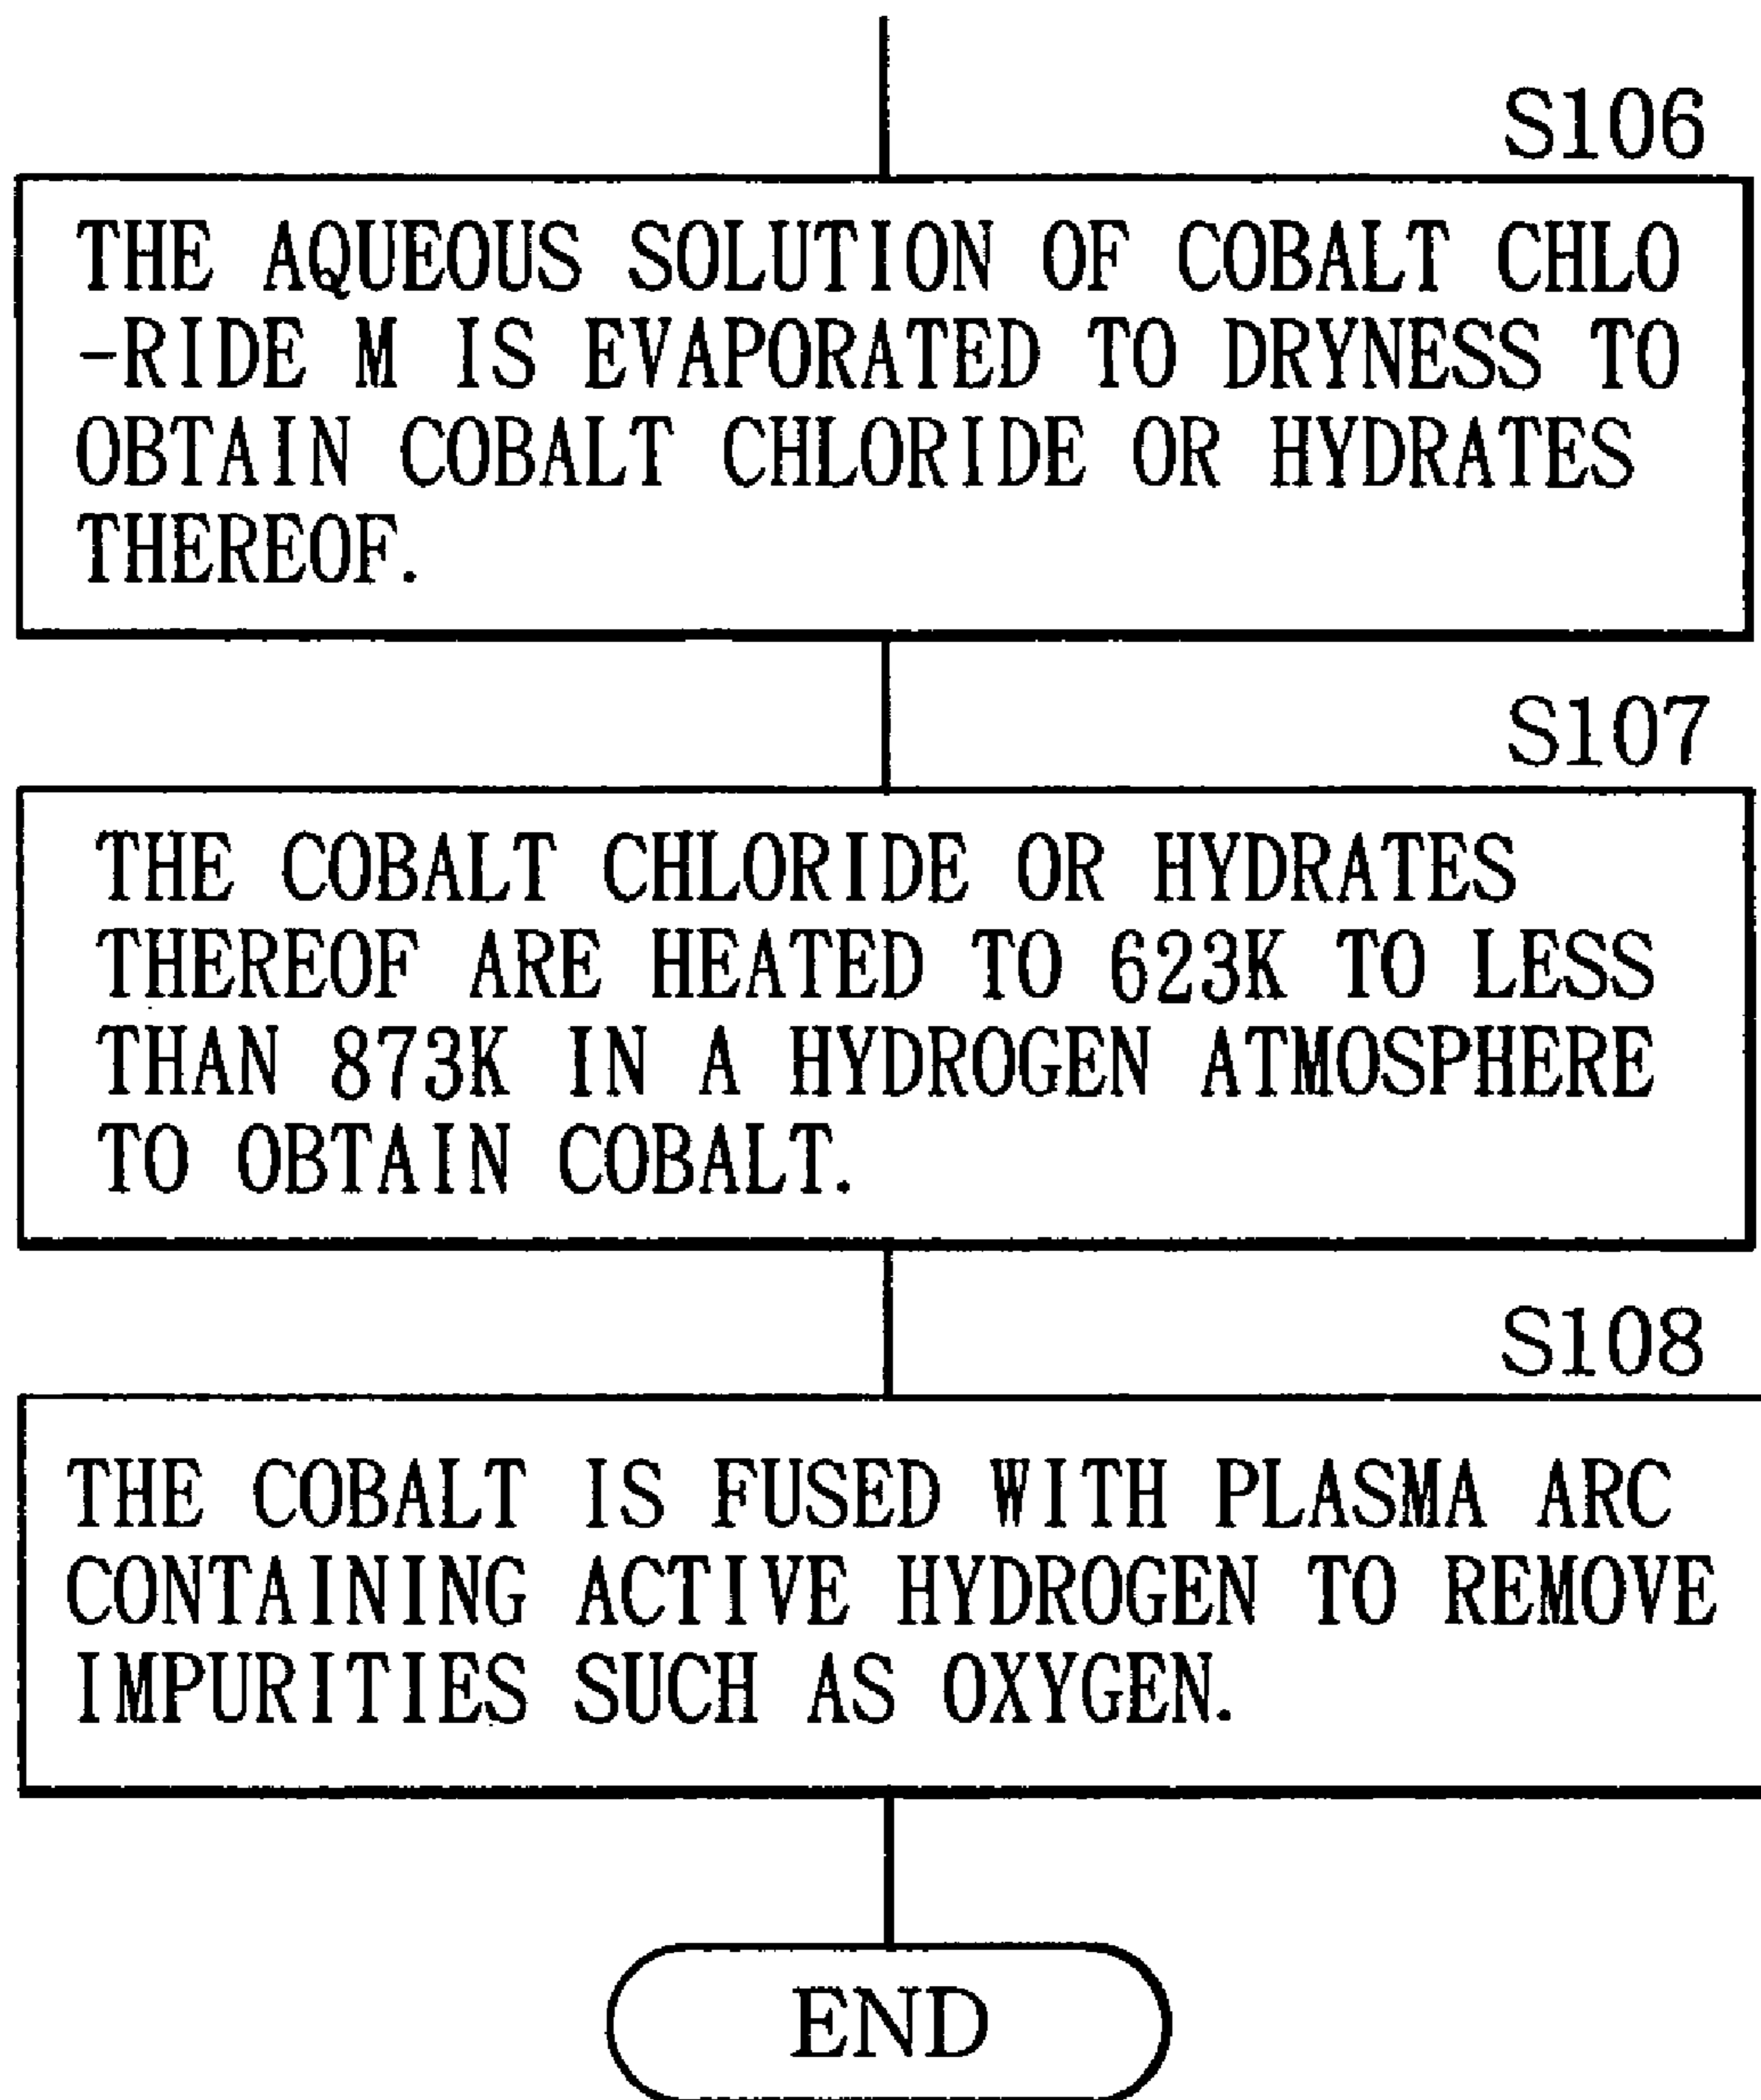 S106
THE AQUEOUS SOLUTION OF COBALT CHLO
-RIDE M IS EVAPORATED TO DRYNESS TO
OBTAIN COBALT CHLORIDE OR HYDRATES
THEREOF.
S107
THE COBALT CHLORIDE OR HYDRATES
THEREOF ARE HEATED TO 623K TO LESS
THAN 873K IN A HYDROGEN ATMOSPHERE
TO OBTAIN COBALT.
S108
THE COBALT IS FUSED WITH PLASMA ARC
CONTAINING ACTIVE HYDROGEN TO REMOVE
IMPURITIES SUCH AS OXYGEN.
END